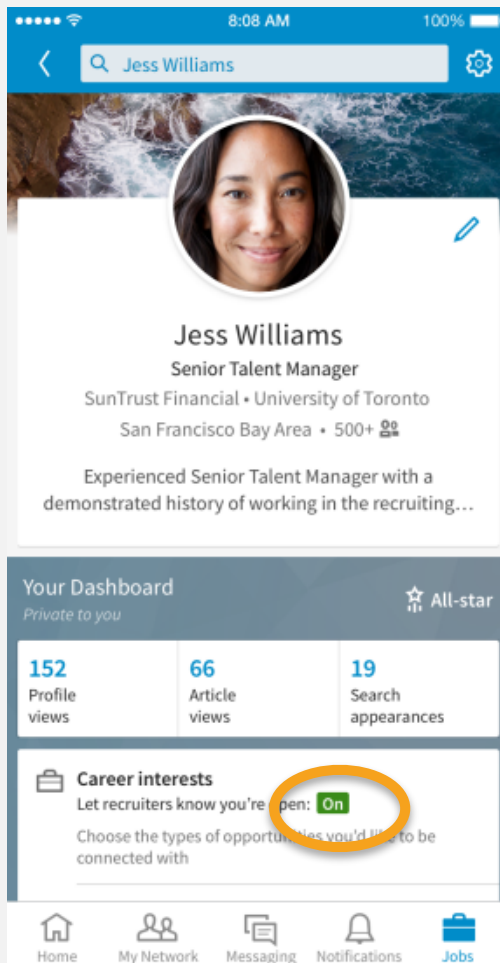 8:08 AM
100%
Jess Williams
Jess Williams
Senior Talent Manager
SunTrust Financial • University of Toronto
San Francisco Bay Area • 500+
Experienced Senior Talent Manager with a
demonstrated history of working in the recruiting...
Your Dashboard
Private to you
All-star
152
Profile
views
66
Article
views
19
Search
appearances
Career interests
Let recruiters know you're open: On
Choose the types of opportunities you'd like to be
connected with
Home
My Network
Messaging
Notifications
Jobs